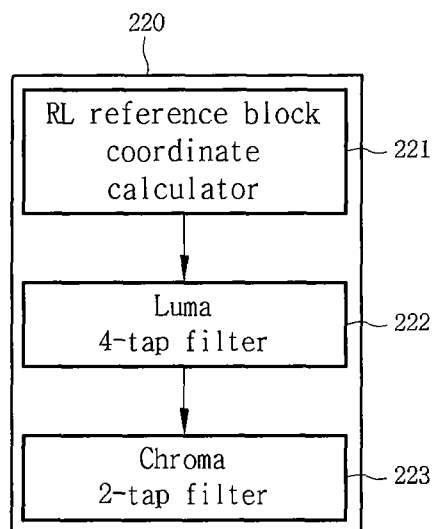 220
RL reference block
coordinate
calculator
221
Luma
4-tap filter
222
Chroma
2-tap filter
223